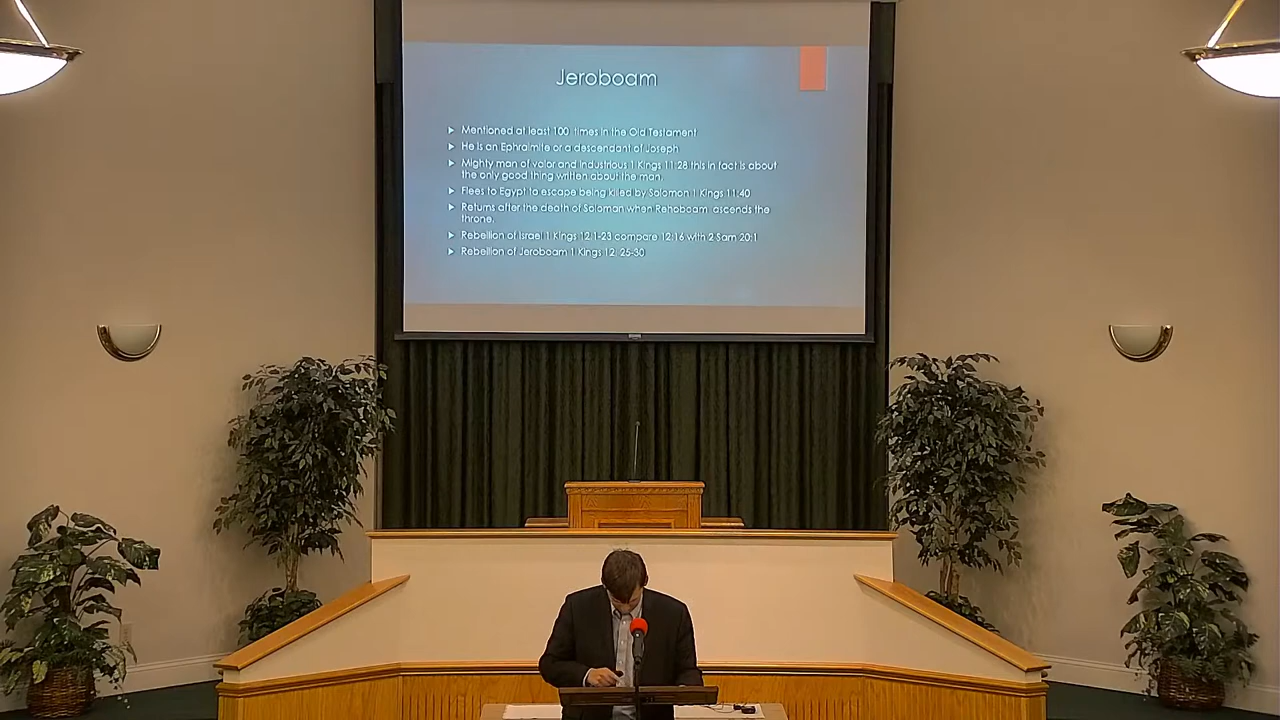 Jeroboam
Mentioned at least 100 times in the Old Testament
He is an Ephraimite or a descendant of Joseph
Mighty man of valor and industrious 1 Kings 11:28 this in fact is about
the only good thing written about the man.
Flees to Egypt to escape being killed by Solomon 1 Kings 11:40
Returns after the death of Soloman when Rehoboam ascends the
throne.
Rebellion of Israel 1 Kings 12:1-23 compare 12:16 with 2 Sam 20:1
Rebellion of Jeroboam 1 Kings 12: 25-30